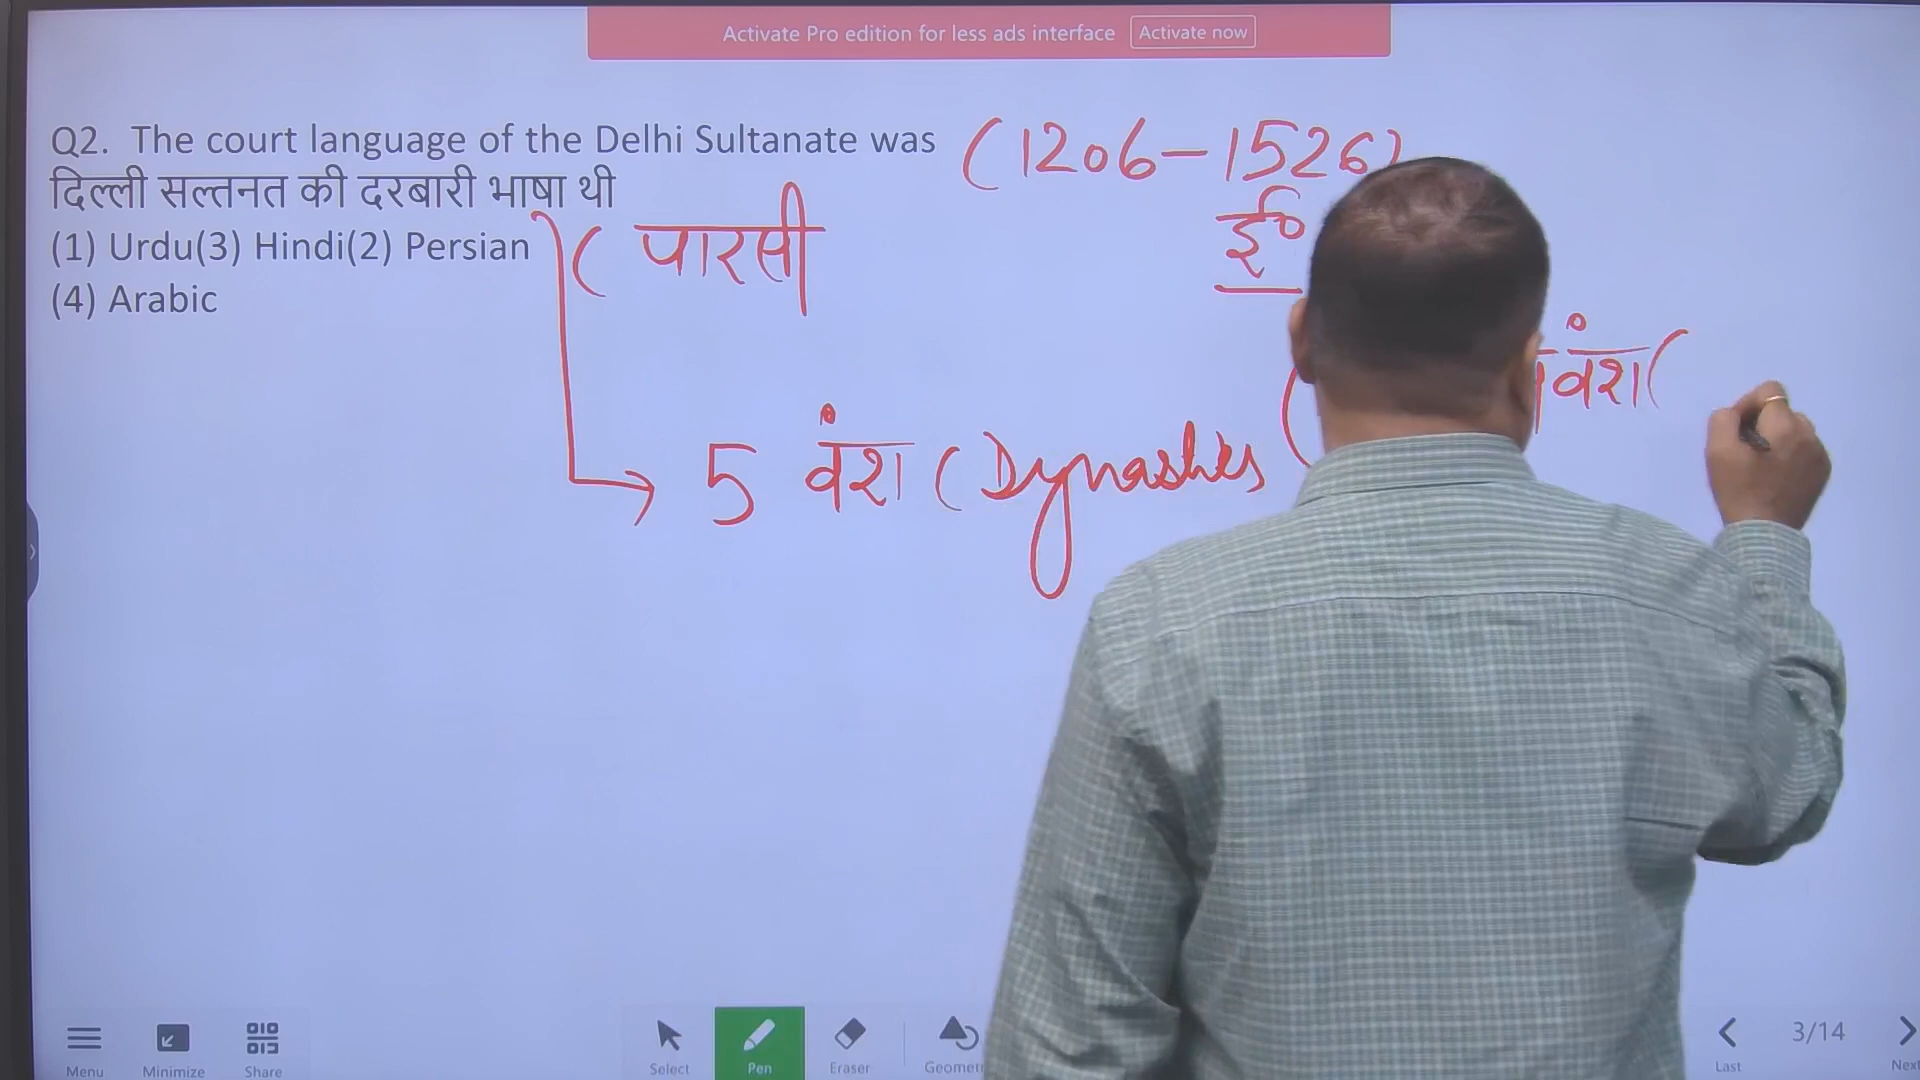 Activate Pro edition for less ads interface Activate now
Q2. The court language of the Delhi Sultanate was (1206-1526)
दिल्ली सल्तनत की दरबारी भाषा थी
ई०
(1) Urdu(3) Hindi(2) Persian ( पारसी
(4) Arabic
वंश (
5 वंश ( Dynasties
Menu Minimize Share Select Pen Eraser Last 3/14